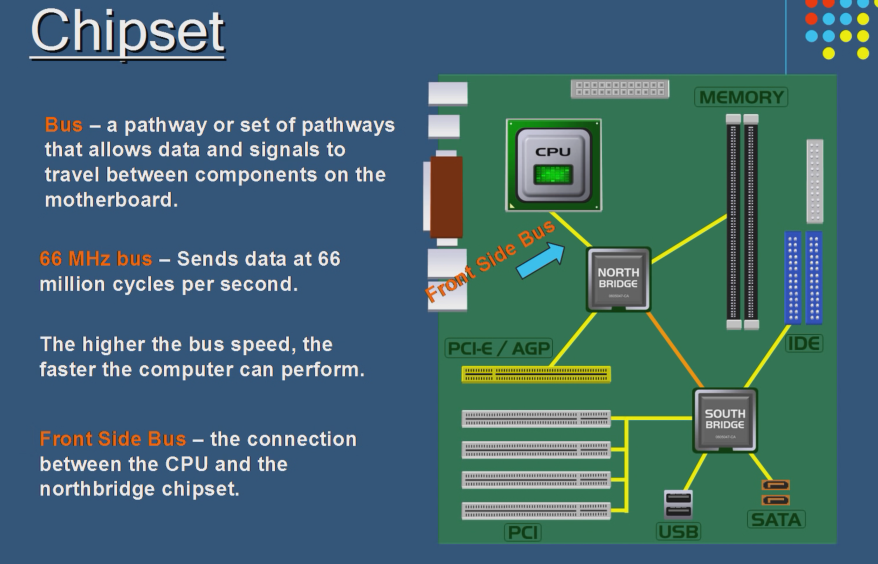 Chipset
Bus – a pathway or set of pathways
that allows data and signals to
travel between components on the
motherboard.
66 MHz bus – Sends data at 66
million cycles per second.
The higher the bus speed, the
faster the computer can perform.
Front Side Bus – the connection
between the CPU and the
northbridge chipset.
MEMORY
CPU
Front Side Bus
NORTH
BRIDGE
PCI-E / AGP
IDE
SOUTH
BRIDGE
PCI
USB
SATA